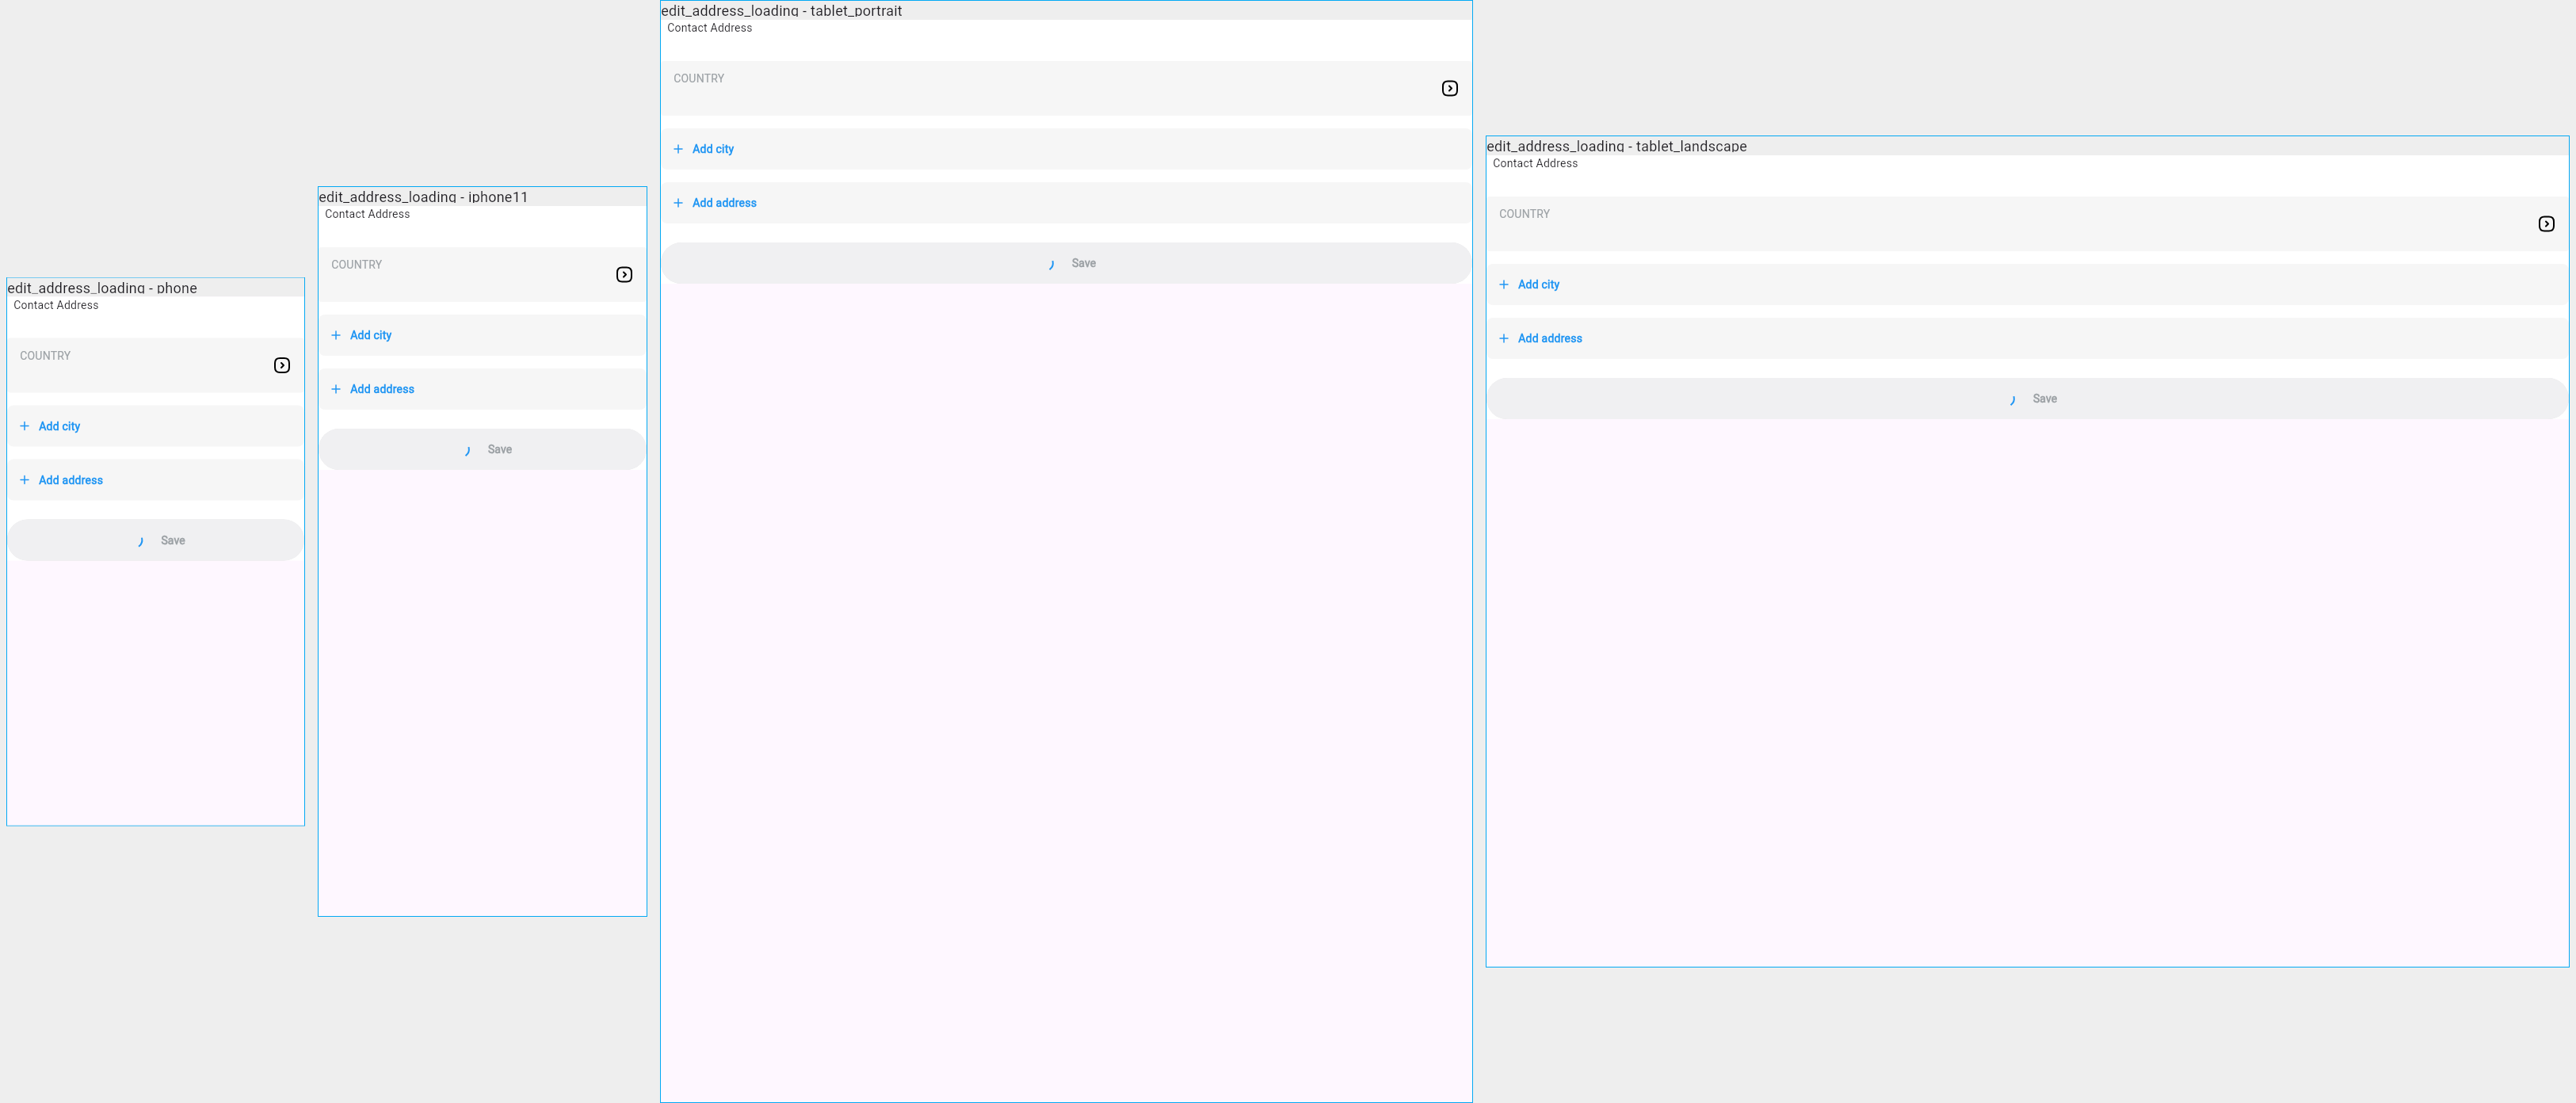 edit_address_loading - phone
Contact Address
COUNTRY
Add city
Add address
Save
edit_address_loading - iphone11
Contact Address
COUNTRY
Add city
Add address
Save
edit_address_loading - tablet_portrait
Contact Address
COUNTRY
Add city
Add address
Save
edit_address_loading - tablet_landscape
Contact Address
COUNTRY
Add city
Add address
Save